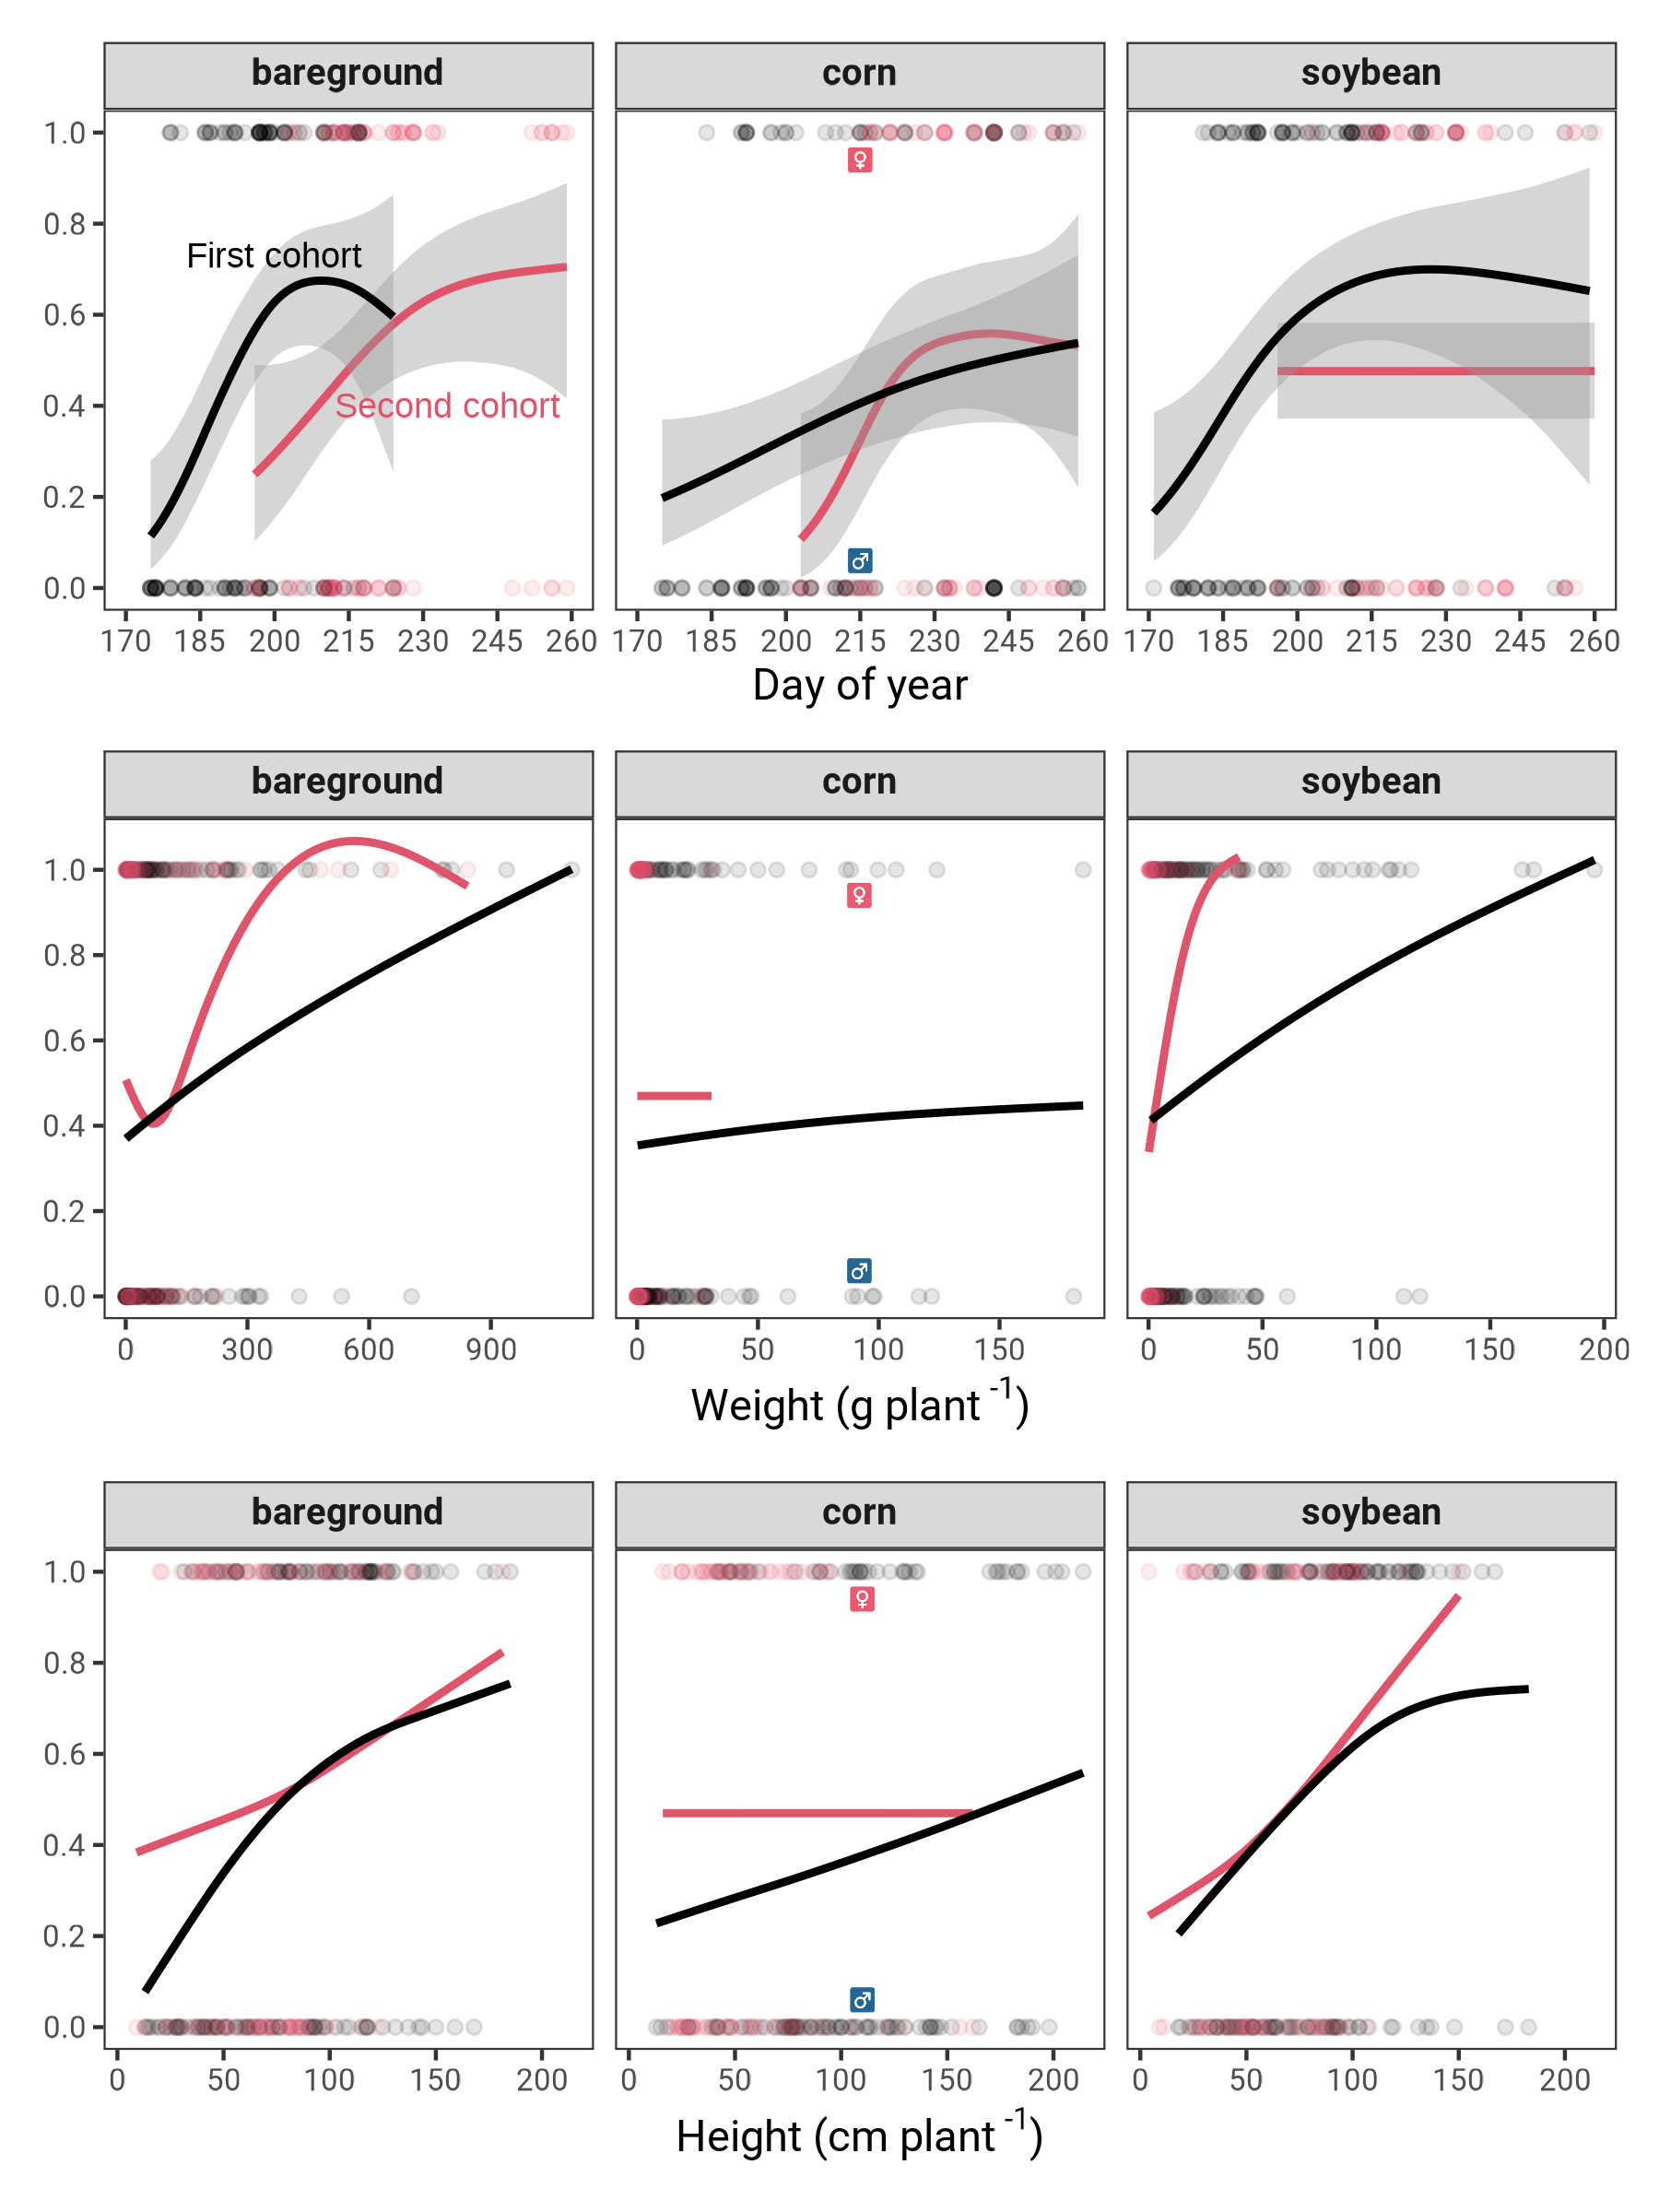 bareground corn soybean
1.0
♀
0.8
First cohort
0.6
0.4
Second cohort
0.2
♂
0.0
170 185 200 215 230 245 260 170 185 200 215 230 245 260 170 185 200 215 230 245 260
Day of year
bareground corn soybean
1.0
♀
0.8
0.6
0.4
0.2
♂
0.0
0 300 600 900 0 50 100 150 0 50 100 150 200
Weight (g plant -1)
bareground corn soybean
1.0
♀
0.8
0.6
0.4
0.2
♂
0.0
0 50 100 150 200 0 50 100 150 200 0 50 100 150 200
Height (cm plant -1)